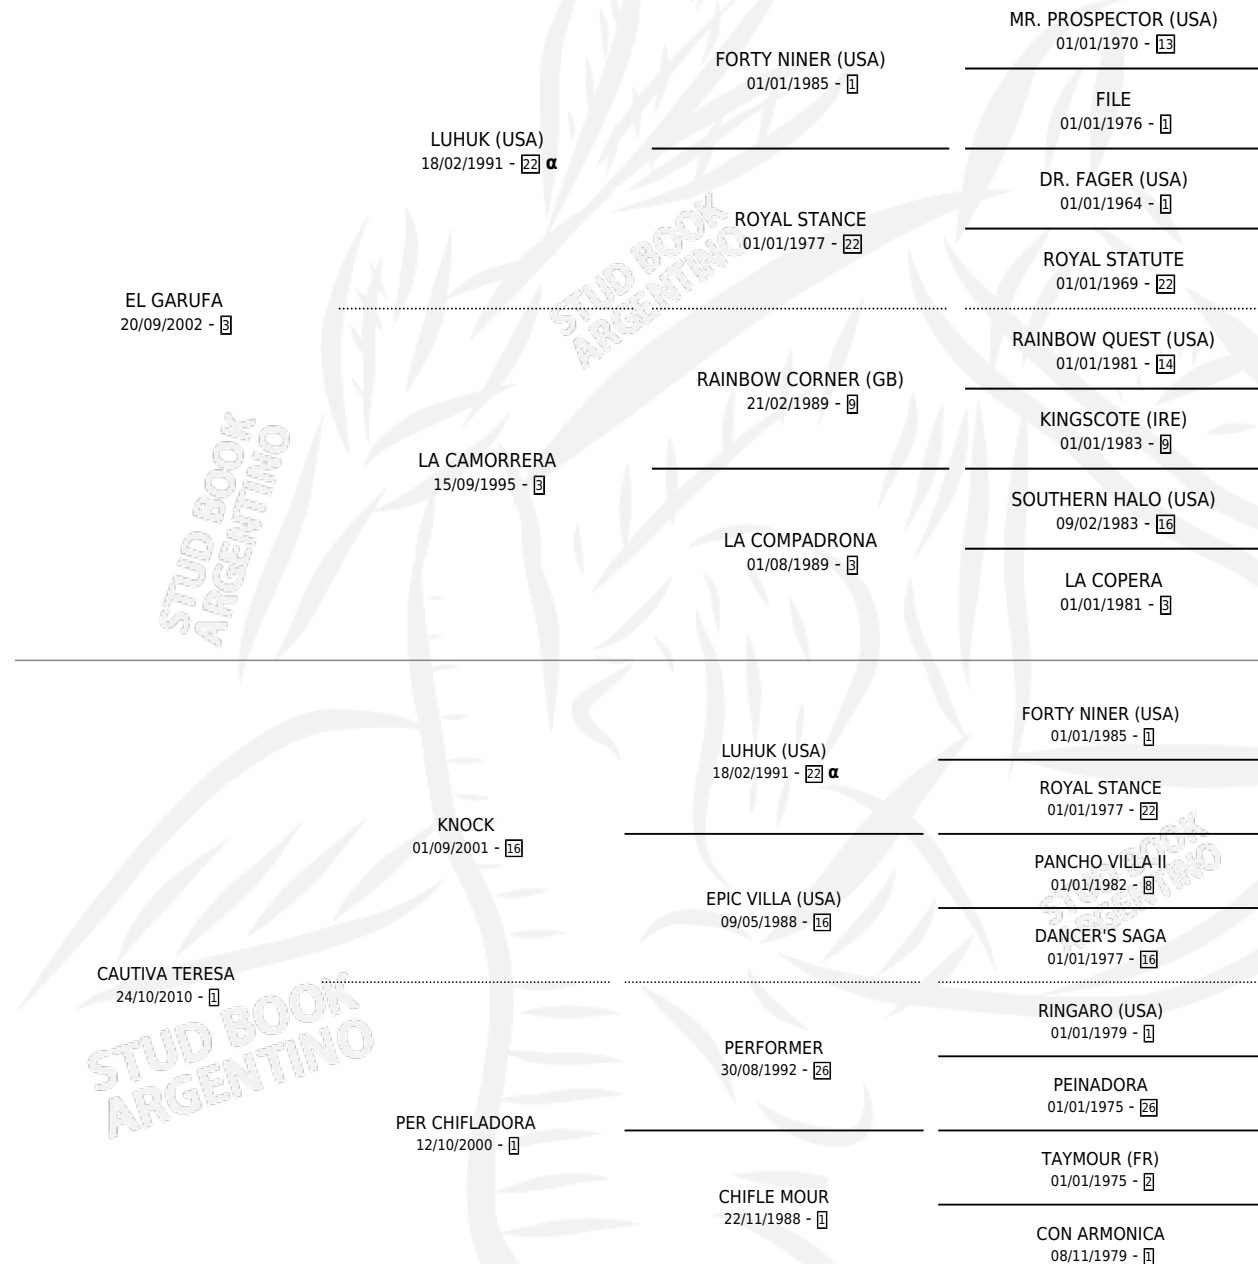 MR. PROSPECTOR (USA)
01/01/1970 - 13
FORTY NINER (USA)
01/01/1985 - 1
FILE
01/01/1976 - 1
LUHUK (USA)
18/02/1991 - 22 α
DR. FAGER (USA)
01/01/1964 - 1
ROYAL STANCE
01/01/1977 - 22
ROYAL STATUTE
01/01/1969 - 22
EL GARUFA
20/09/2002 - 3
RAINBOW QUEST (USA)
01/01/1981 - 14
RAINBOW CORNER (GB)
21/02/1989 - 9
KINGSCOTE (IRE)
01/01/1983 - 9
LA CAMORRERA
15/09/1995 - 3
SOUTHERN HALO (USA)
09/02/1983 - 16
LA COMPADRONA
01/08/1989 - 3
LA COPERA
01/01/1981 - 3
FORTY NINER (USA)
01/01/1985 - 1
LUHUK (USA)
18/02/1991 - 22 α
ROYAL STANCE
01/01/1977 - 22
KNOCK
01/09/2001 - 16
PANCHO VILLA II
01/01/1982 - 8
EPIC VILLA (USA)
09/05/1988 - 16
DANCER'S SAGA
01/01/1977 - 16
CAUTIVA TERESA
24/10/2010 - 1
RINGARO (USA)
01/01/1979 - 1
PERFORMER
30/08/1992 - 26
PEINADORA
01/01/1975 - 26
PER CHIFLADORA
12/10/2000 - 1
TAYMOUR (FR)
01/01/1975 - 2
CHIFLE MOUR
22/11/1988 - 1
CON ARMONICA
08/11/1979 - 1
STUD BOOK
ARGENTINO
STUD BOOK
ARGENTINO
STUD BOOK
ARGENTINO
STUD BOOK
ARGENTINO